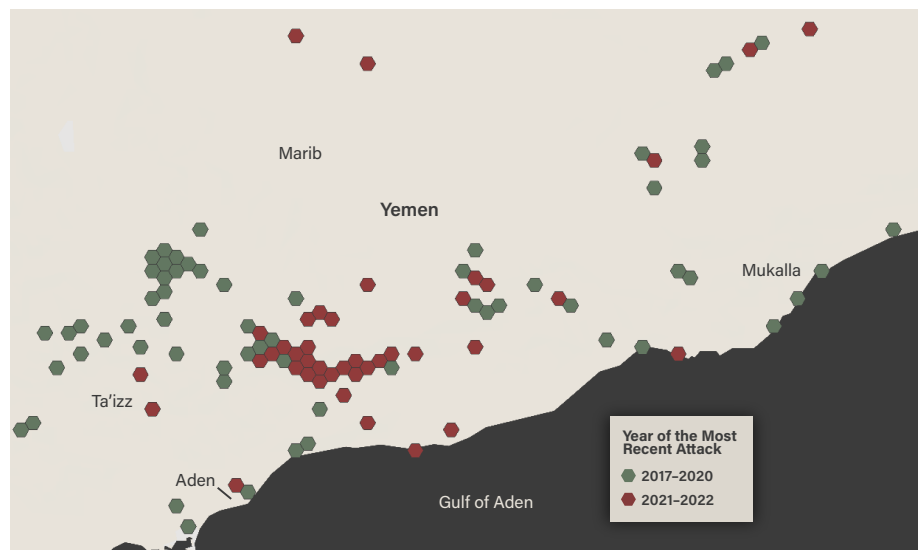 Marib
Yemen
Mukalla
Ta’izz
Aden
Gulf of Aden
Year of the Most
Recent Attack
2017–2020
2021–2022